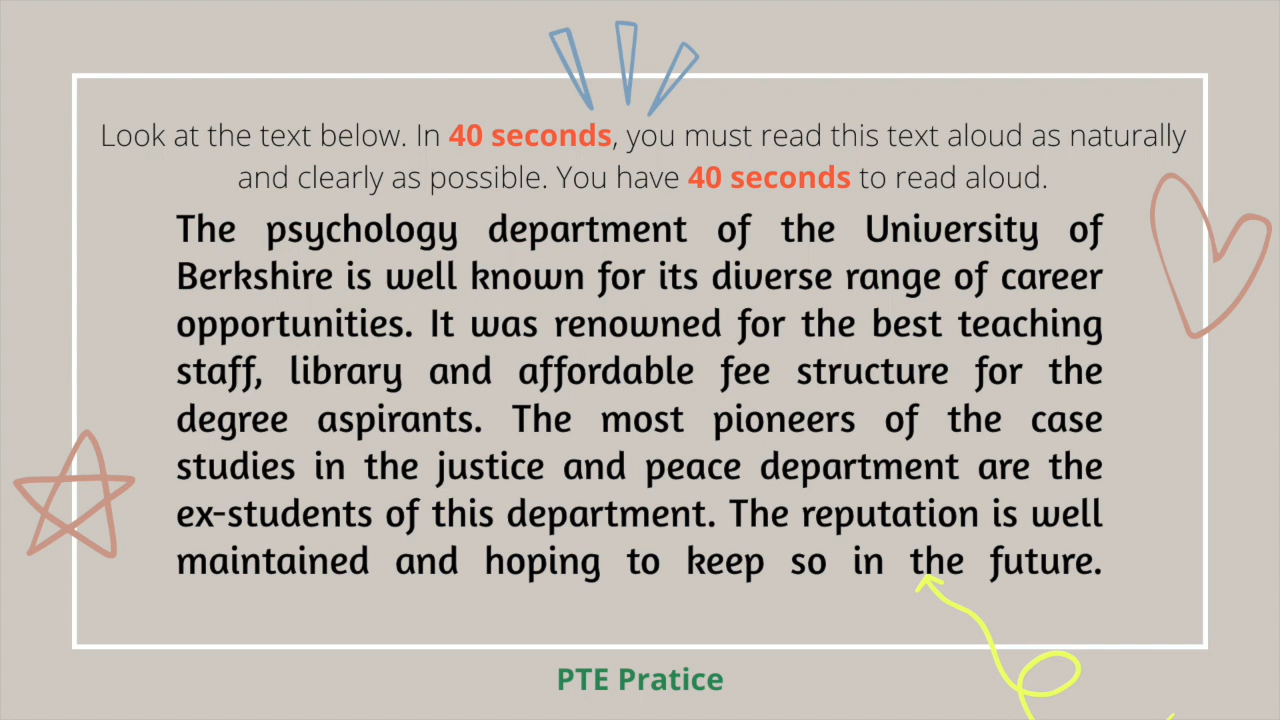 Look at the text below. In 40 seconds, you must read this text aloud as naturally
and clearly as possible. You have 40 seconds to read aloud.
The psychology department of the University of
Berkshire is well known for its diverse range of career
opportunities. It was renowned for the best teaching
staff, library and affordable fee structure for the
degree aspirants. The most pioneers of the case
studies in the justice and peace department are the
ex-students of this department. The reputation is well
maintained and hoping to keep so in the future.
PTE Pratice